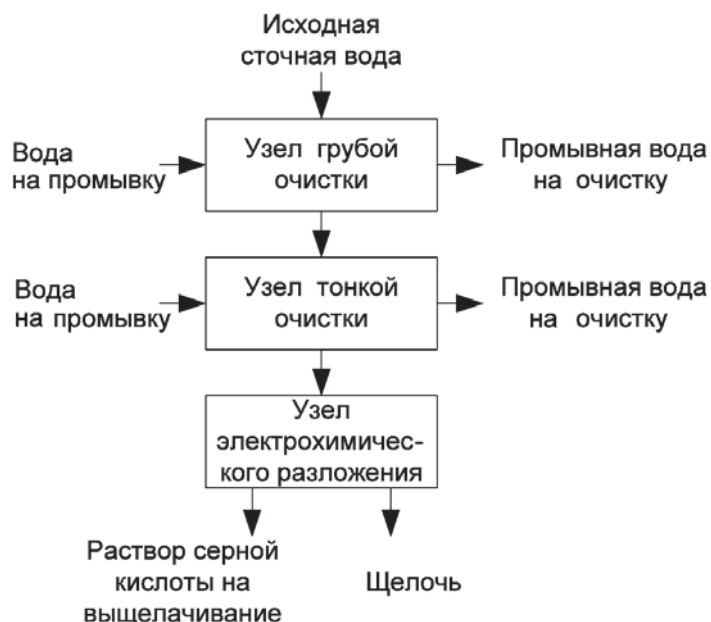 Исходная
сточная вода
Вода
на промывку
Узел грубой
очистки
Промывная вода
на очистку
Вода
на промывку
Узел тонкой
очистки
Промывная вода
на очистку
Узел
электрохимичес-
кого разложения
Раствор серной
кислоты на
выщелачивание
Щелочь